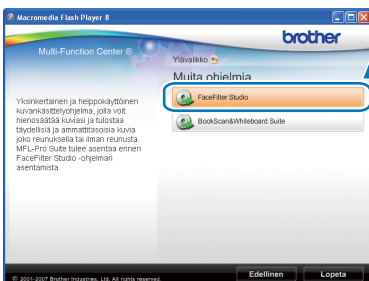 Macromedia Flash Player 8
brother
Multi-Function Center ®
Ylävalikko
Muita ohjelmia
FaceFilter Studio
BookScan&Whiteboard Suite
Yksinkertainen ja helppokäyttöinen
kuvankäsittelyohjelma, jolla voit
hienosäätää kuviasi ja tulostaa
täydellisiä ja ammattitasoisia kuvia
joko reunuksella tai ilman reunusta.
MFL-Pro Suite tulee asentaa ennen
FaceFilter Studio -ohjelman
asentamista.
© 2001-2007 Brother Industries, Ltd. All rights reserved.
Edellinen
Lopeta